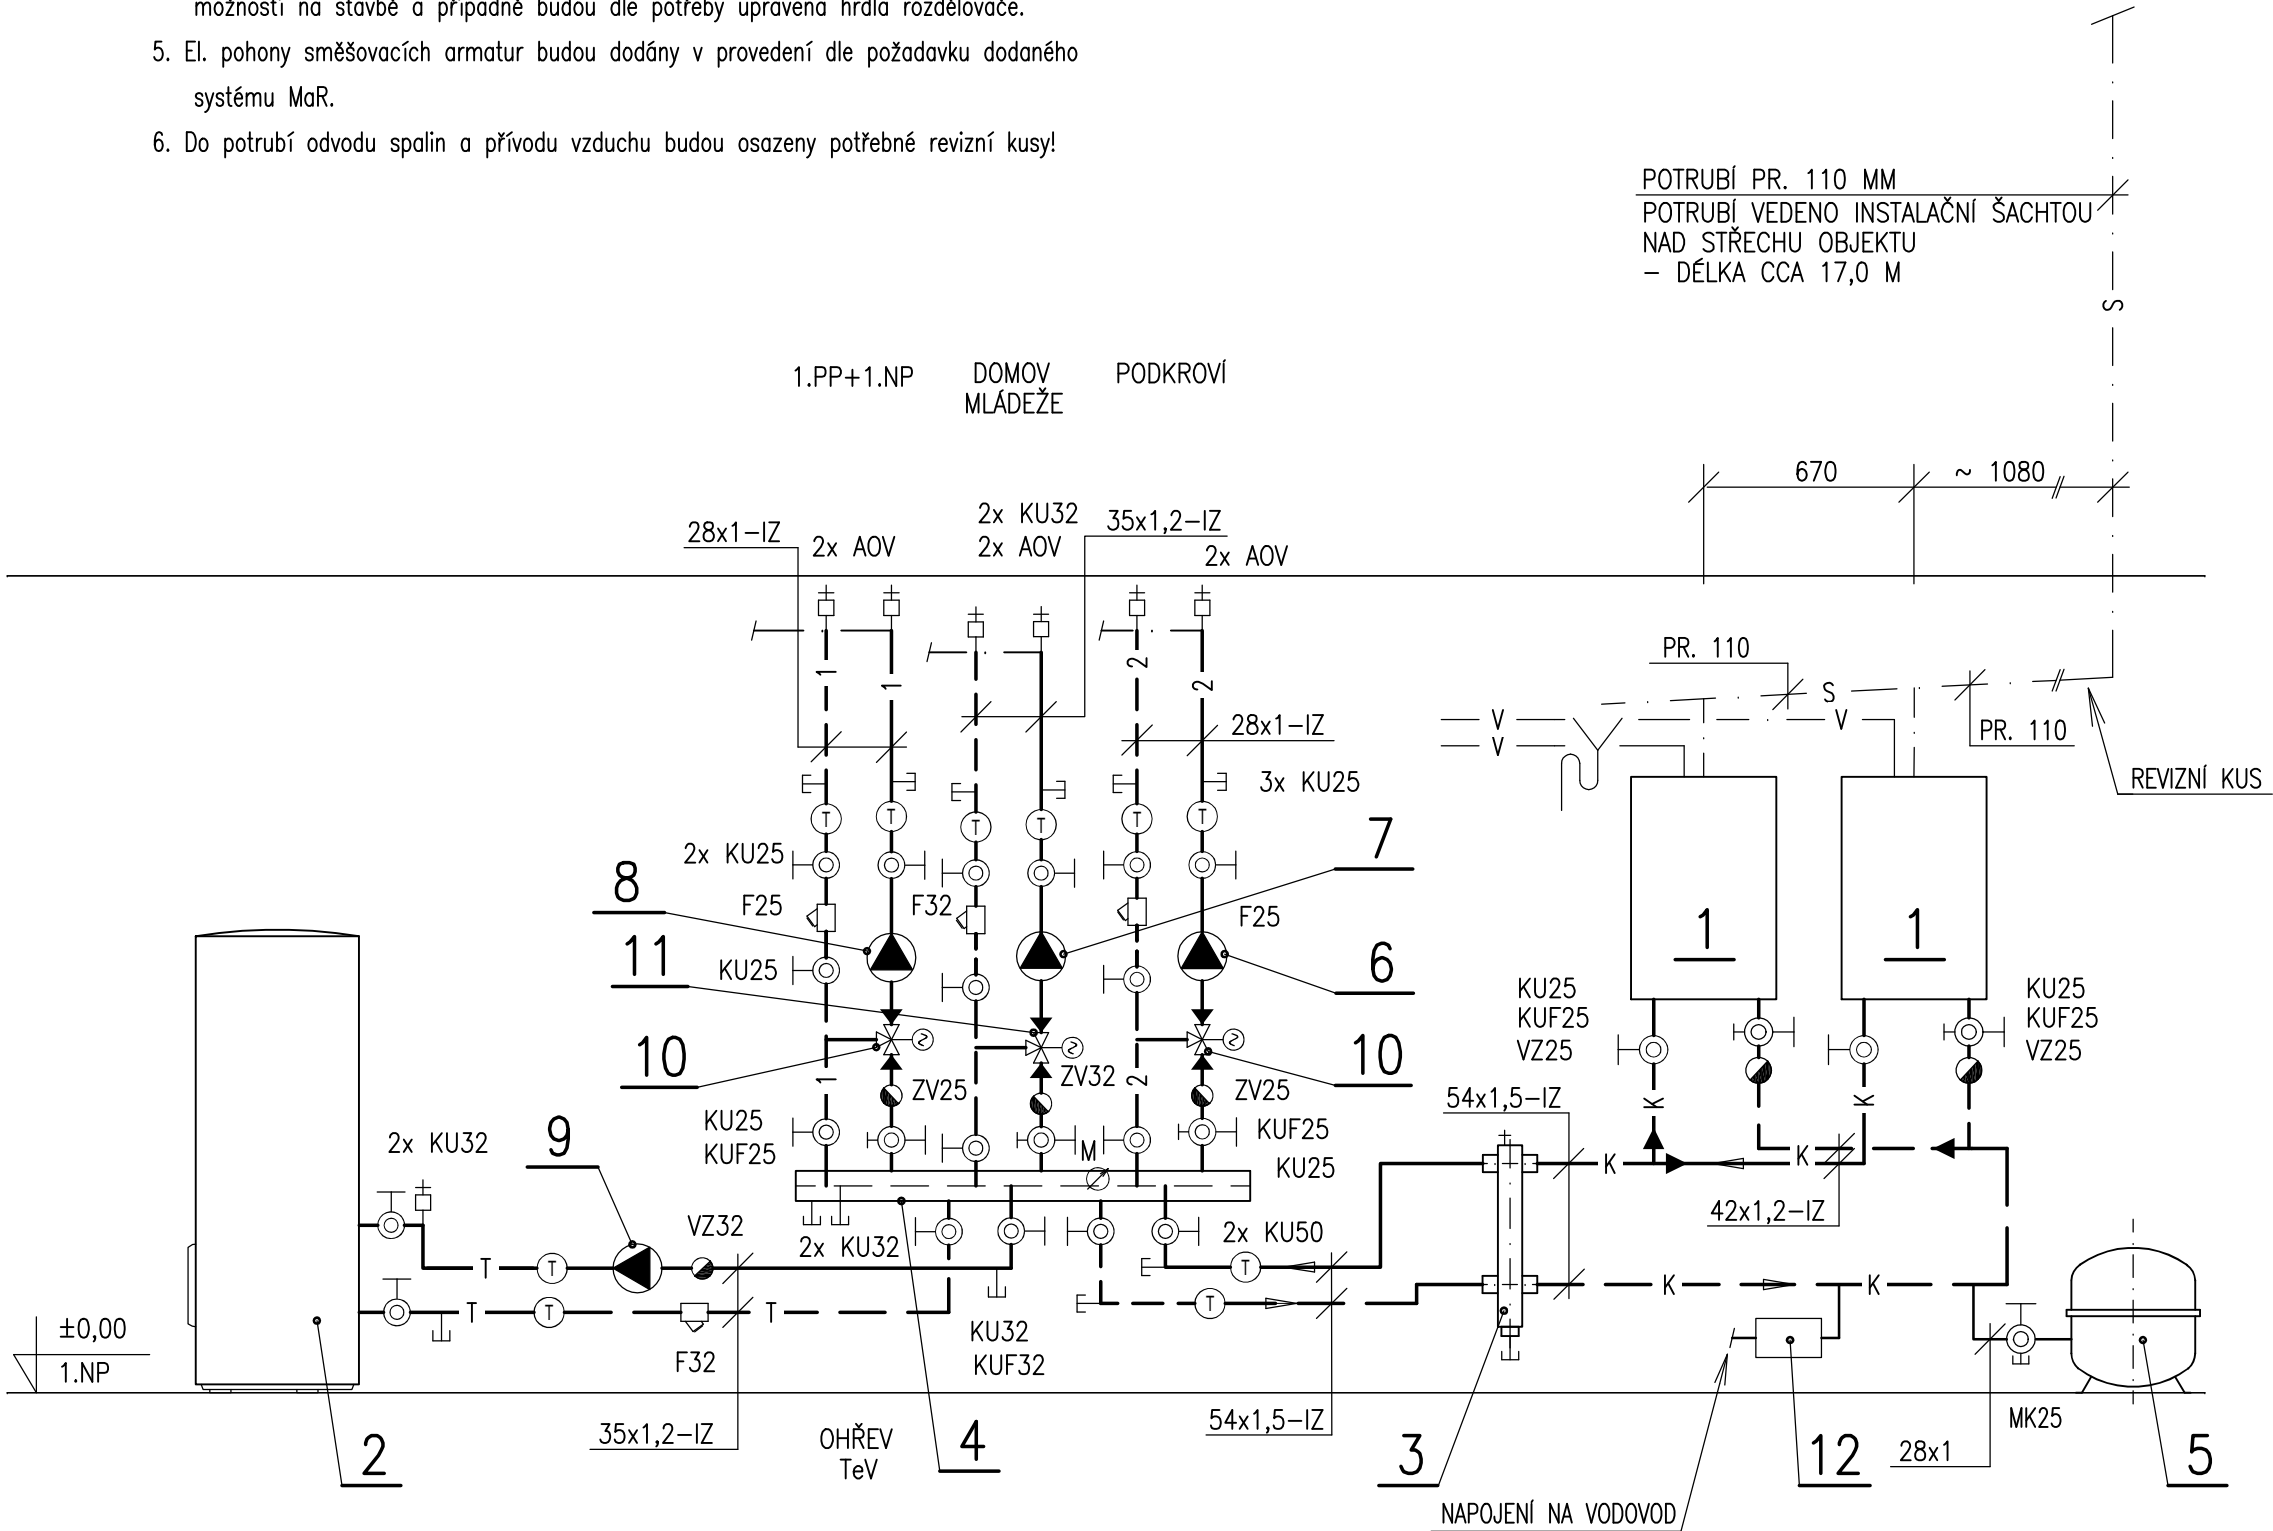 možností na stavbě a případně budou dle potřeby upravena hrdla rozdělovače.
5. El. pohony směšovacích armatur budou dodány v provedení dle požadavku dodaného
systému MaR.
6. Do potrubí odvodu spalin a přívodu vzduchu budou osazeny potřebné revizní kusy!
POTRUBÍ PR. 110 MM
POTRUBÍ VEDENO INSTALAČNÍ ŠACHTOU
NAD STŘECHU OBJEKTU
– DÉLKA CCA 17,0 M
S
1.PP+1.NP
DOMOV
MLÁDEŽE
PODKROVÍ
670
~ 1080
28x1–IZ
2x AOV
2x KU32
2x AOV
35x1,2–IZ
2x AOV
1
1
2
2
28x1–IZ
3x KU25
PR. 110
S
V
V
V
PR. 110
REVIZNÍ KUS
T
T
T
T
T
T
2x KU25
8
F25
F32
F25
7
11
KU25
6
1
1
KU25
KUF25
VZ25
KU25
KUF25
VZ25
10
10
1
2
ZV25
ZV32
ZV25
KU25
KUF25
M
KUF25
KU25
54x1,5–IZ
K
K
K
K
42x1,2–IZ
2x KU32
9
VZ32
2x KU32
2x KU50
T
T
T
T
T
T
T
K
K
F32
KU32
KUF32
±0,00
1.NP
35x1,2–IZ
OHŘEV
TeV
54x1,5–IZ
2
4
3
12
28x1
MK25
5
NAPOJENÍ NA VODOVOD